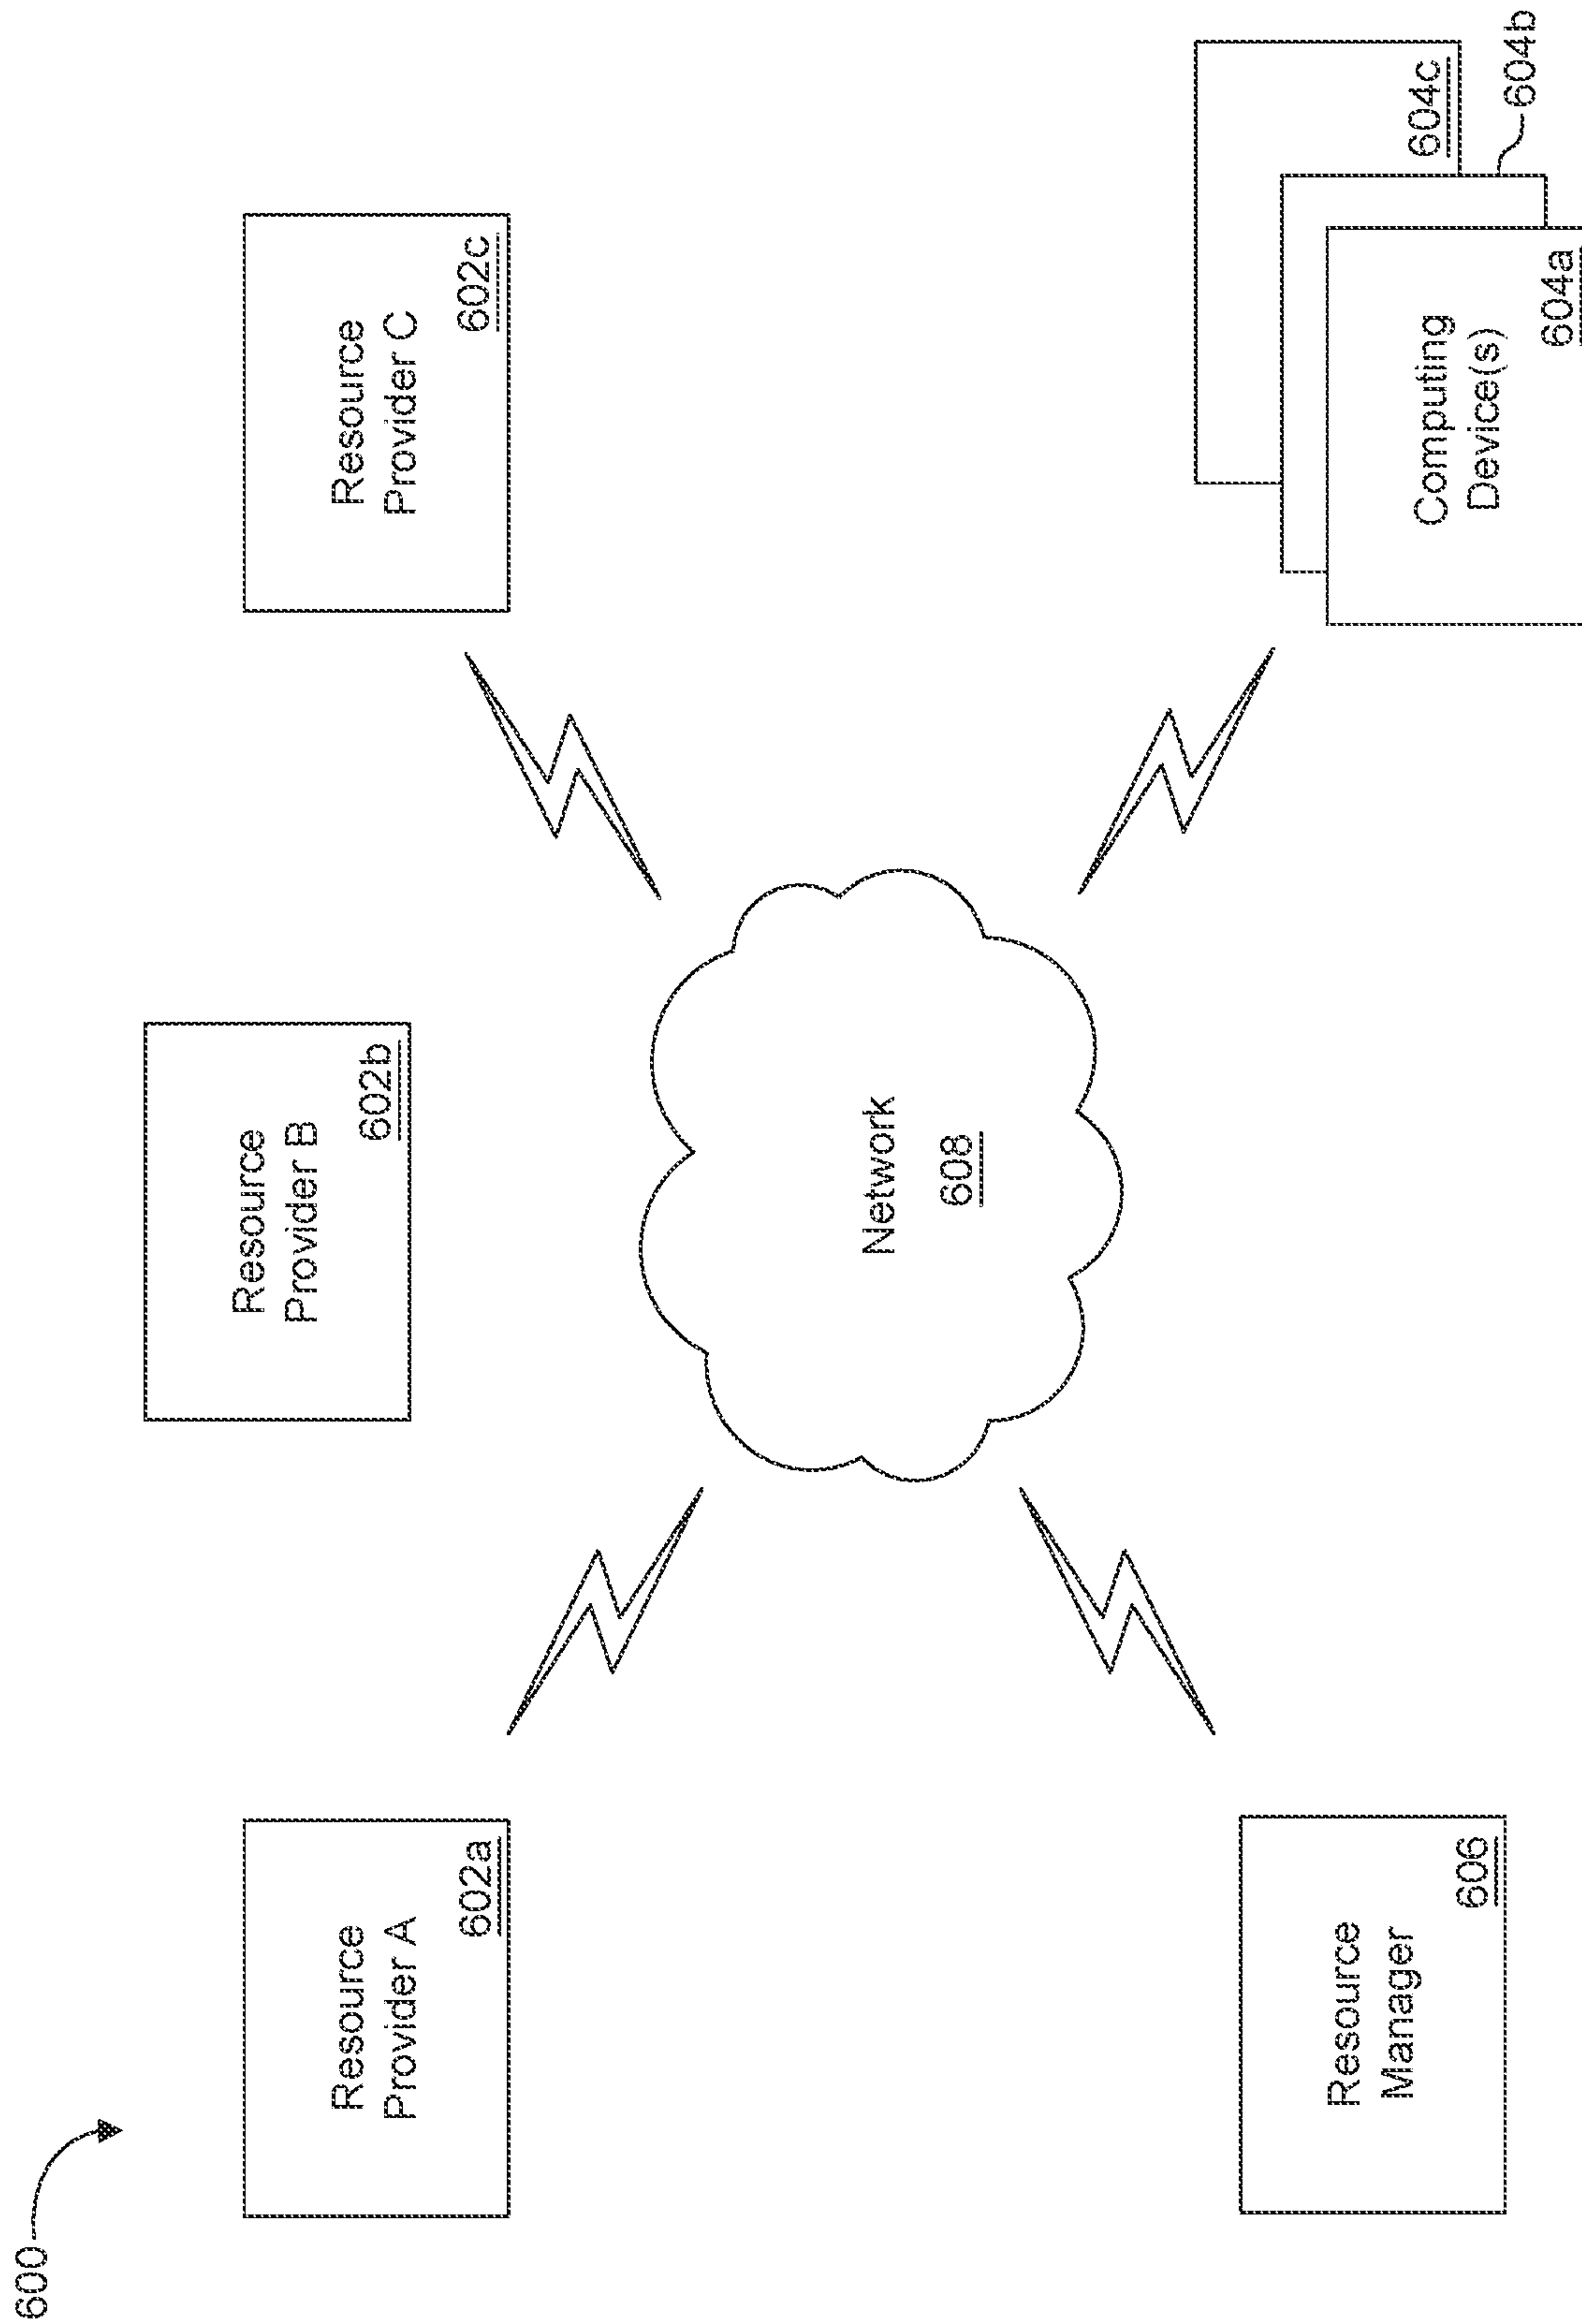 600
Resource
Provider A
602a
Resource
Provider B
602b
Resource
Provider C
602c
Network
608
Resource
Manager
606
Computing
Device(s)
604a
604b
604c